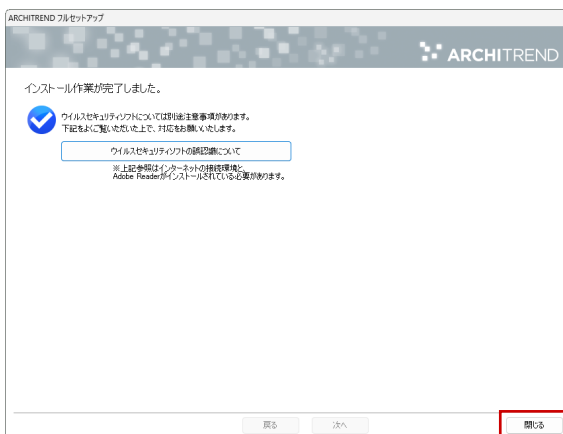 ARCHITREND フルセットアップ
ARCHITREND
インストール作業が完了しました。
ウイルスセキュリティソフトについては別途注意事項があります。
下記をよくご覧いただいた上で、対応をお願いいたします。
ウイルスセキュリティソフトの誤認識について
※上記参照はインターネットの接続環境と、
Adobe Readerがインストールされている必要があります。
戻る
次へ
閉じる